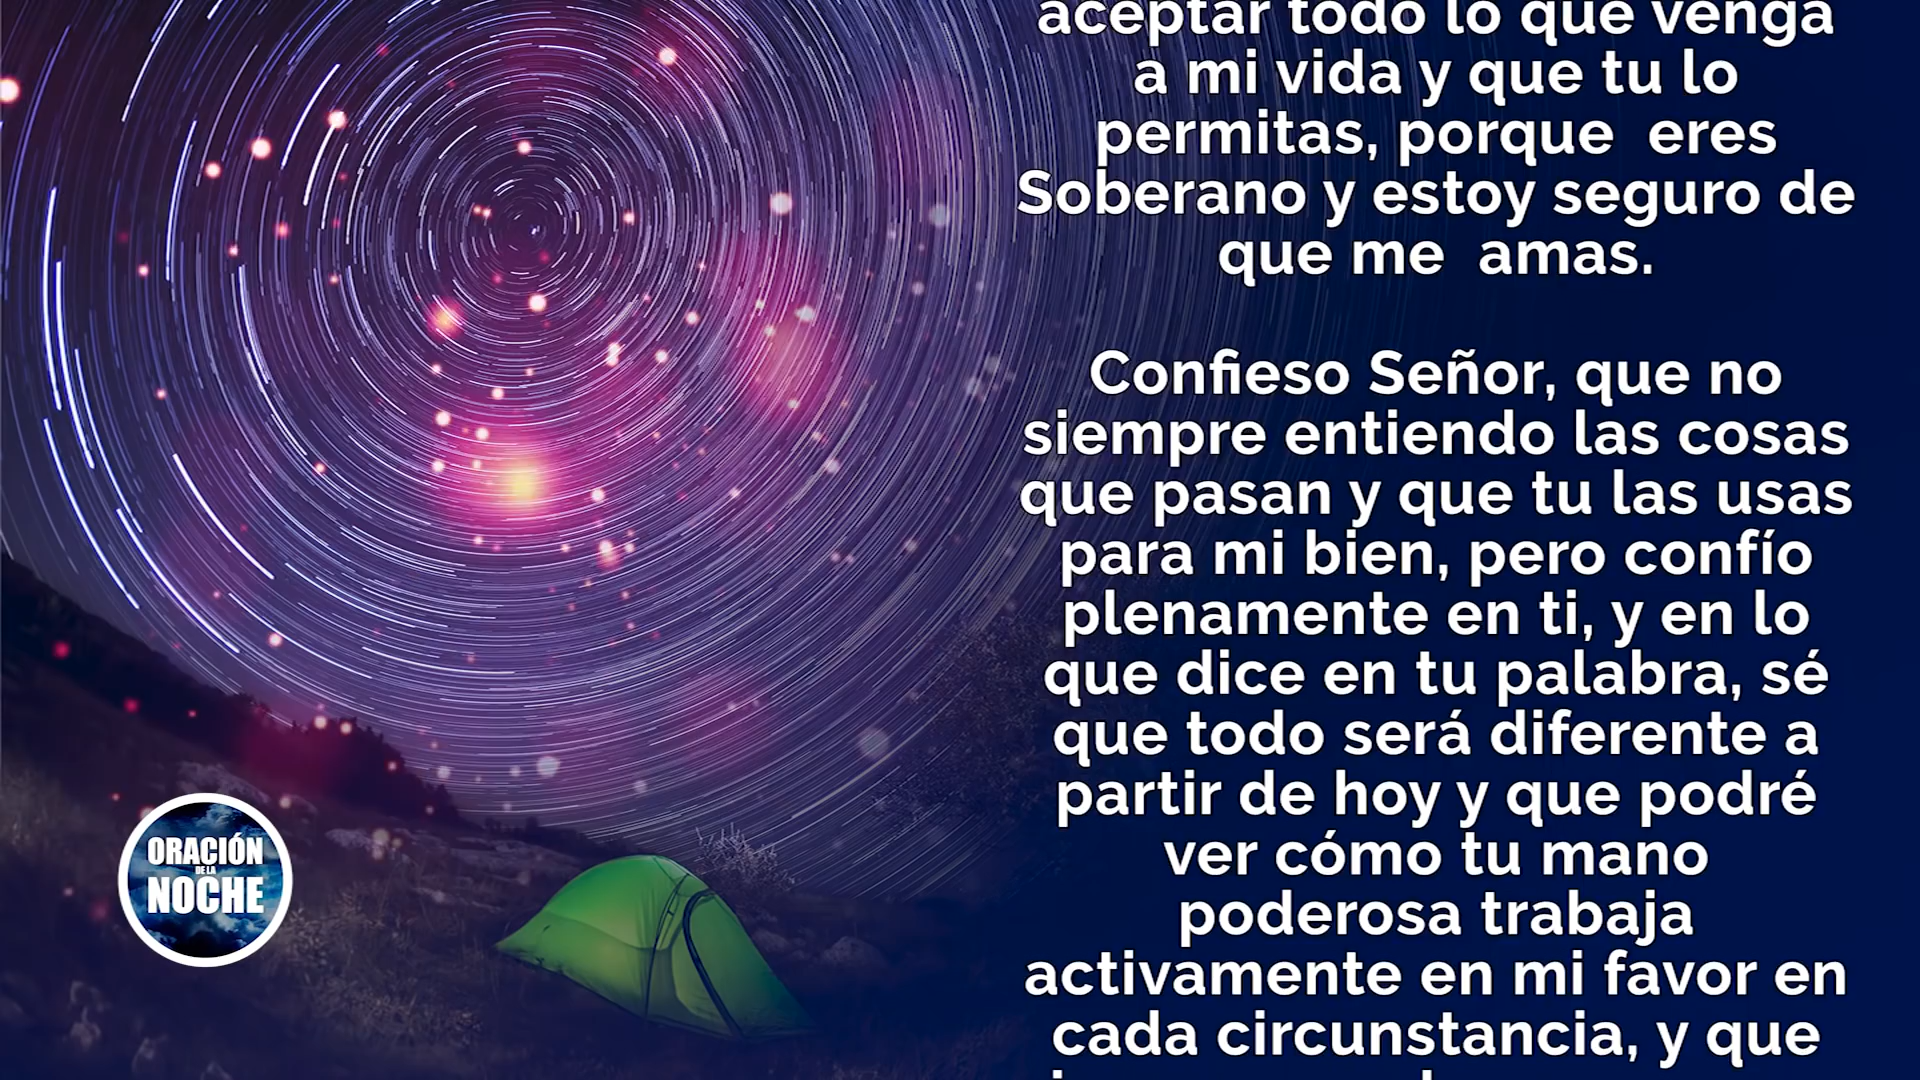 aceptar todo lo que venga
a mi vida y que tu lo
permitas, porque  eres
Soberano y estoy seguro de
que me  amas.
Confieso Señor, que no
siempre entiendo las cosas
que pasan y que tu las usas
para mi bien, pero confío
plenamente en ti, y en lo
que dice en tu palabra, sé
que todo será diferente a
partir de hoy y que podré
ver cómo tu mano
poderosa trabaja
activamente en mi favor en
cada circunstancia, y que
ORACIÓN
DE LA
NOCHE